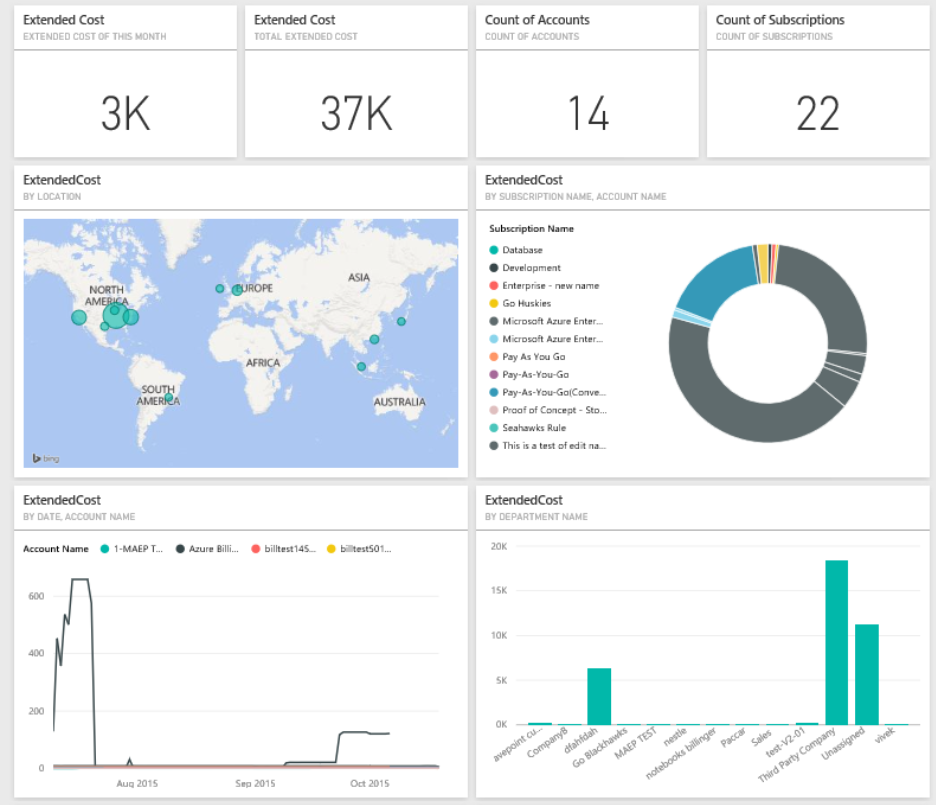 Extended Cost
EXTENDED COST OF THIS MONTH
3K
Extended Cost
TOTAL EXTENDED COST
37K
Count of Accounts
COUNT OF ACCOUNTS
14
Count of Subscriptions
COUNT OF SUBSCRIPTIONS
22
ExtendedCost
BY LOCATION
NORTH
AMERICA
EUROPE
ASIA
AFRICA
SOUTH
AMERICA
AUSTRALIA
bing
ExtendedCost
BY SUBSCRIPTION NAME, ACCOUNT NAME
Subscription Name
Database
Development
Enterprise - new name
Go Huskies
Microsoft Azure Enter...
Microsoft Azure Enter...
Pay As You Go
Pay-As-You-Go
Pay-As-You-Go(Conve...
Proof of Concept - Sto...
Seahawks Rule
This is a test of edit na...
ExtendedCost
BY DATE, ACCOUNT NAME
Account Name 1-MAEP T... Azure Billi... billtest145... billtest501...
600
400
200
0
Aug 2015 Sep 2015 Oct 2015
ExtendedCost
BY DEPARTMENT NAME
20K
15K
10K
5K
0K
avepoint cu...
CompanyB
dfahfdah
Go Blackhawks
MAEP TEST
nestle
notebooks billinger
Paccar
Sales
test-V2-01
Third Party Company
Unassigned
vivek